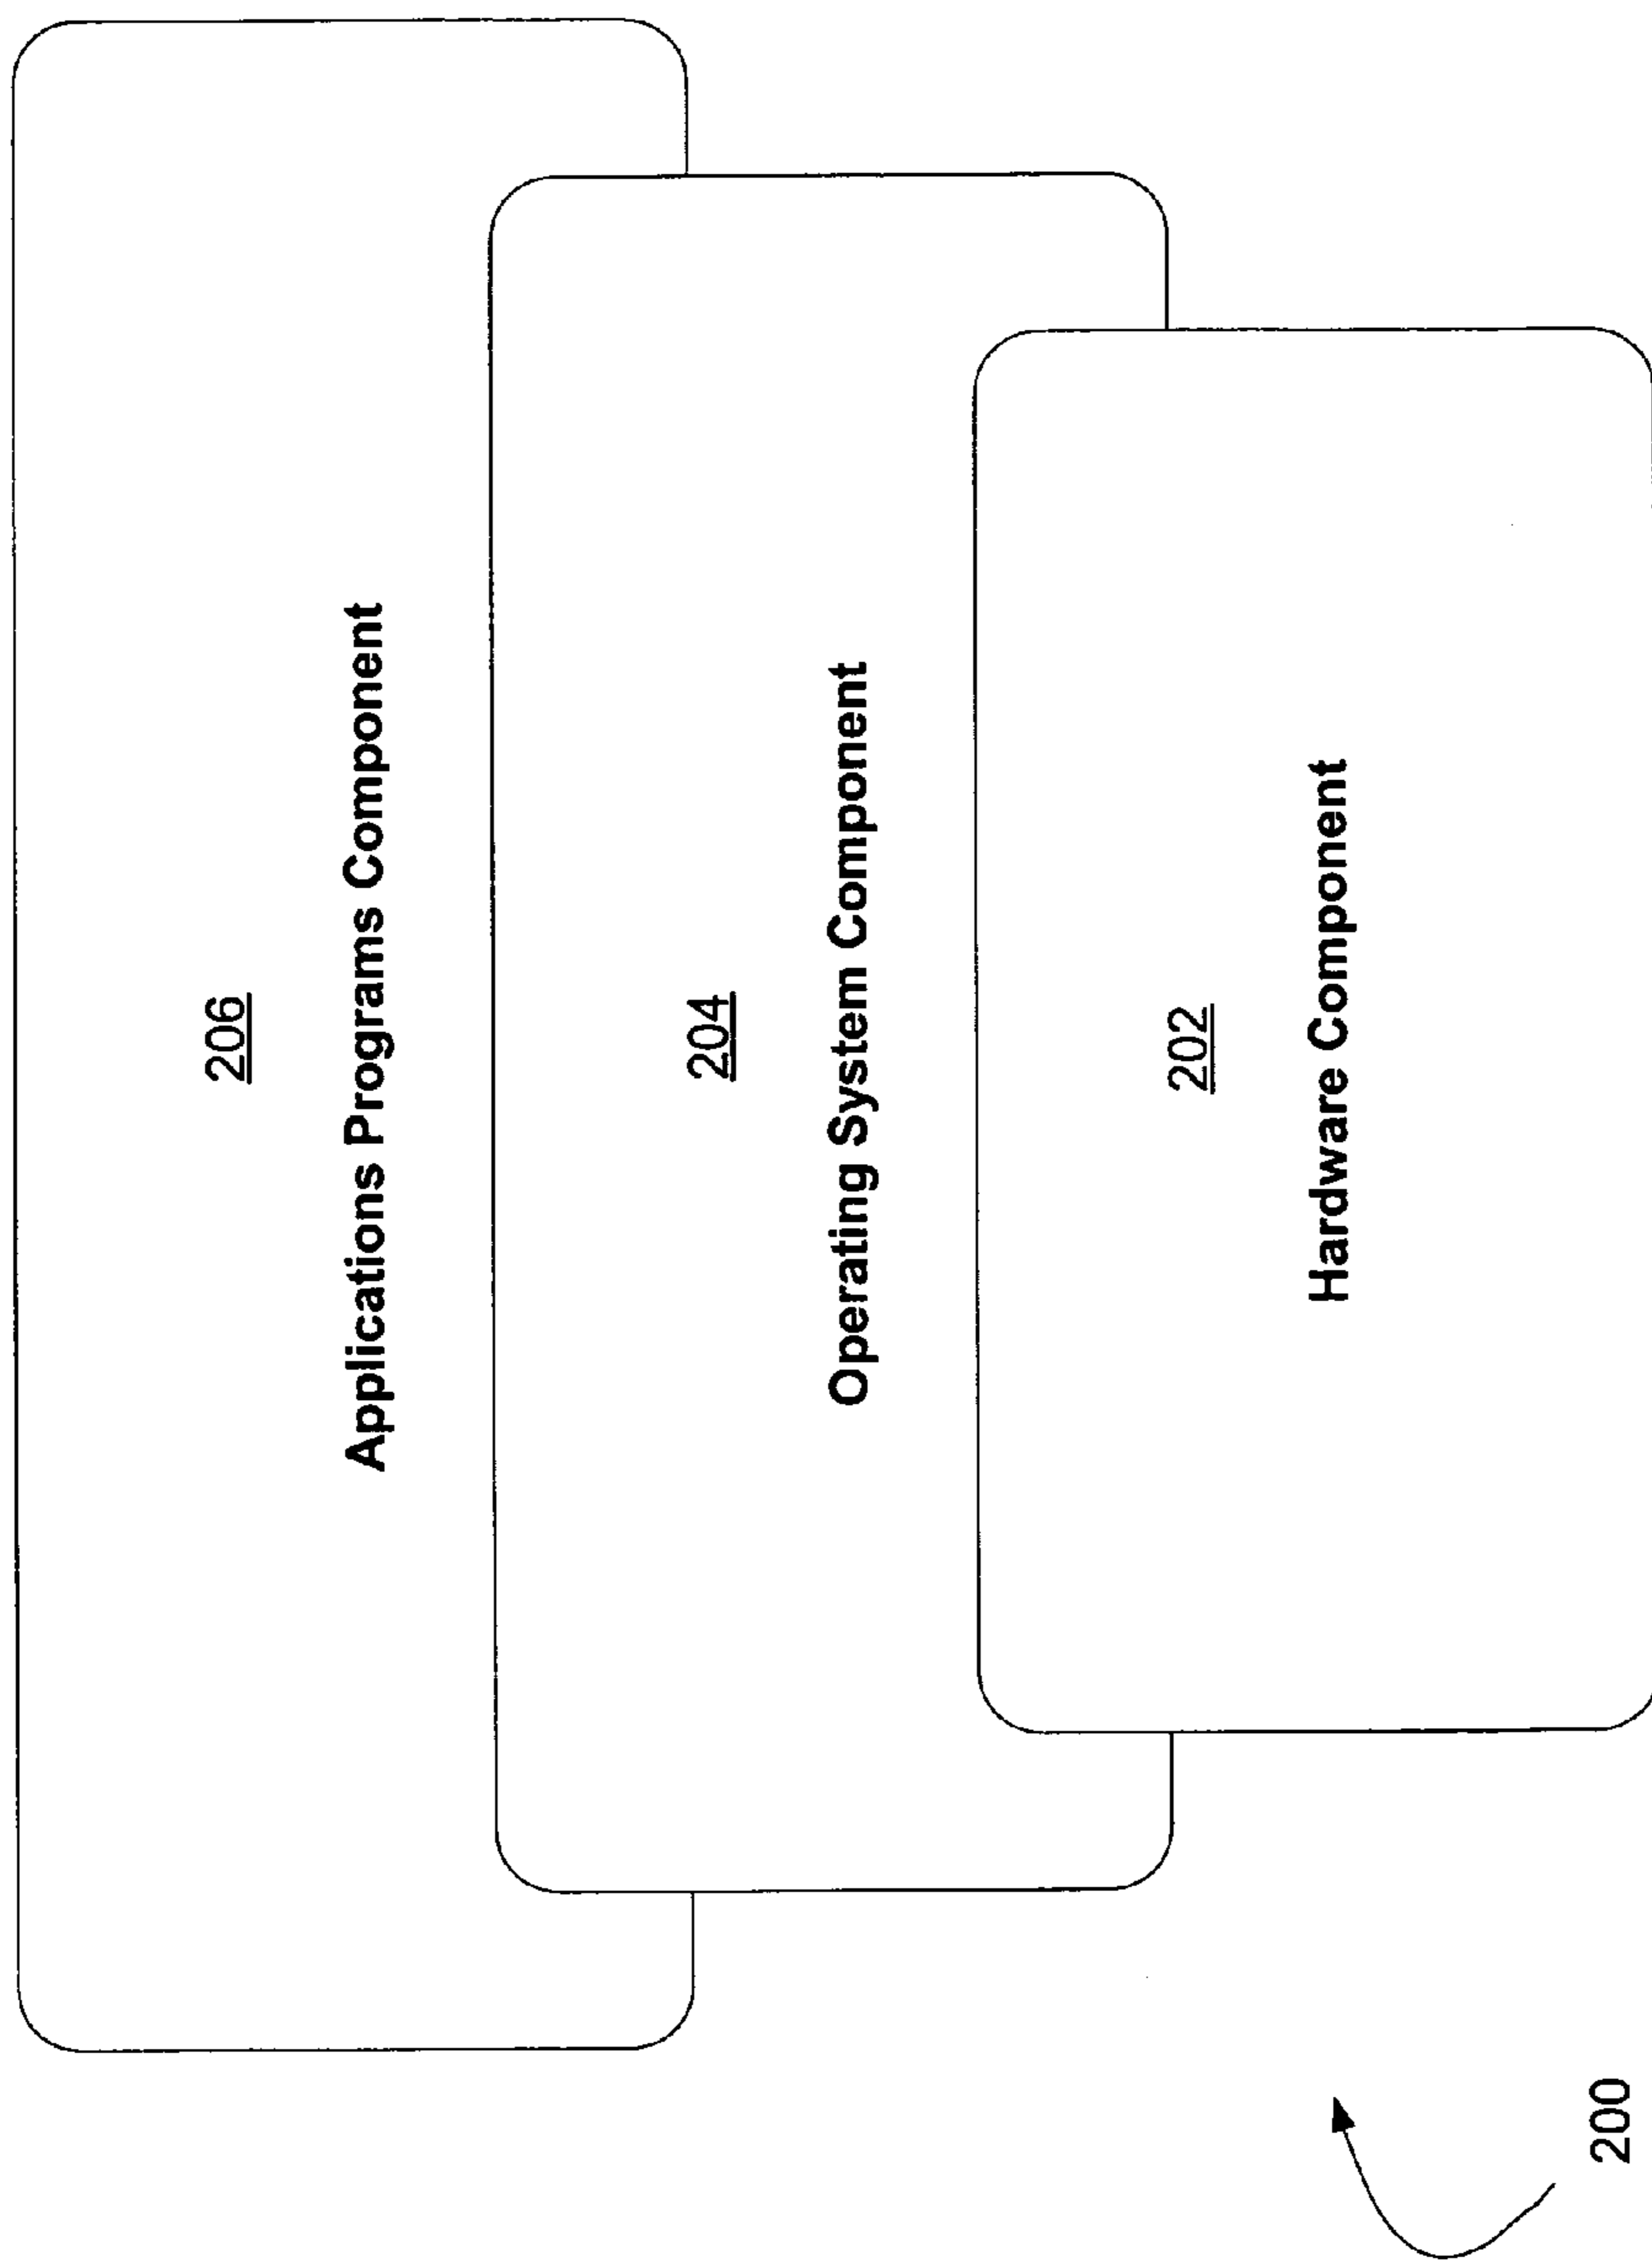 206
Applications Programs Component
204
Operating System Component
202
Hardware Component
200